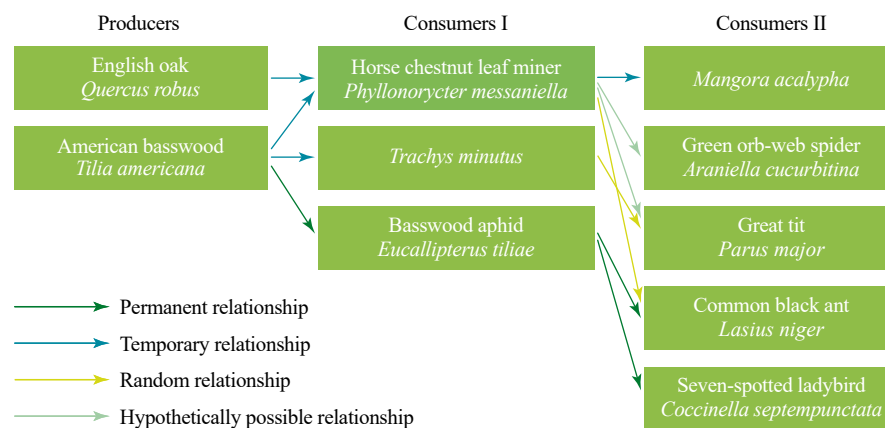 Producers
Consumers I
Consumers II
English oak
Quercus robus
Horse chestnut leaf miner
Phyllonorycter messaniella
Mangora acalypha
American basswood
Tilia americana
Trachys minutus
Green orb-web spider
Araniella cucurbitina
Basswood aphid
Eucallipterus tiliae
Great tit
Parus major
Common black ant
Lasius niger
Seven-spotted ladybird
Coccinella septempunctata
Permanent relationship
Temporary relationship
Random relationship
Hypothetically possible relationship